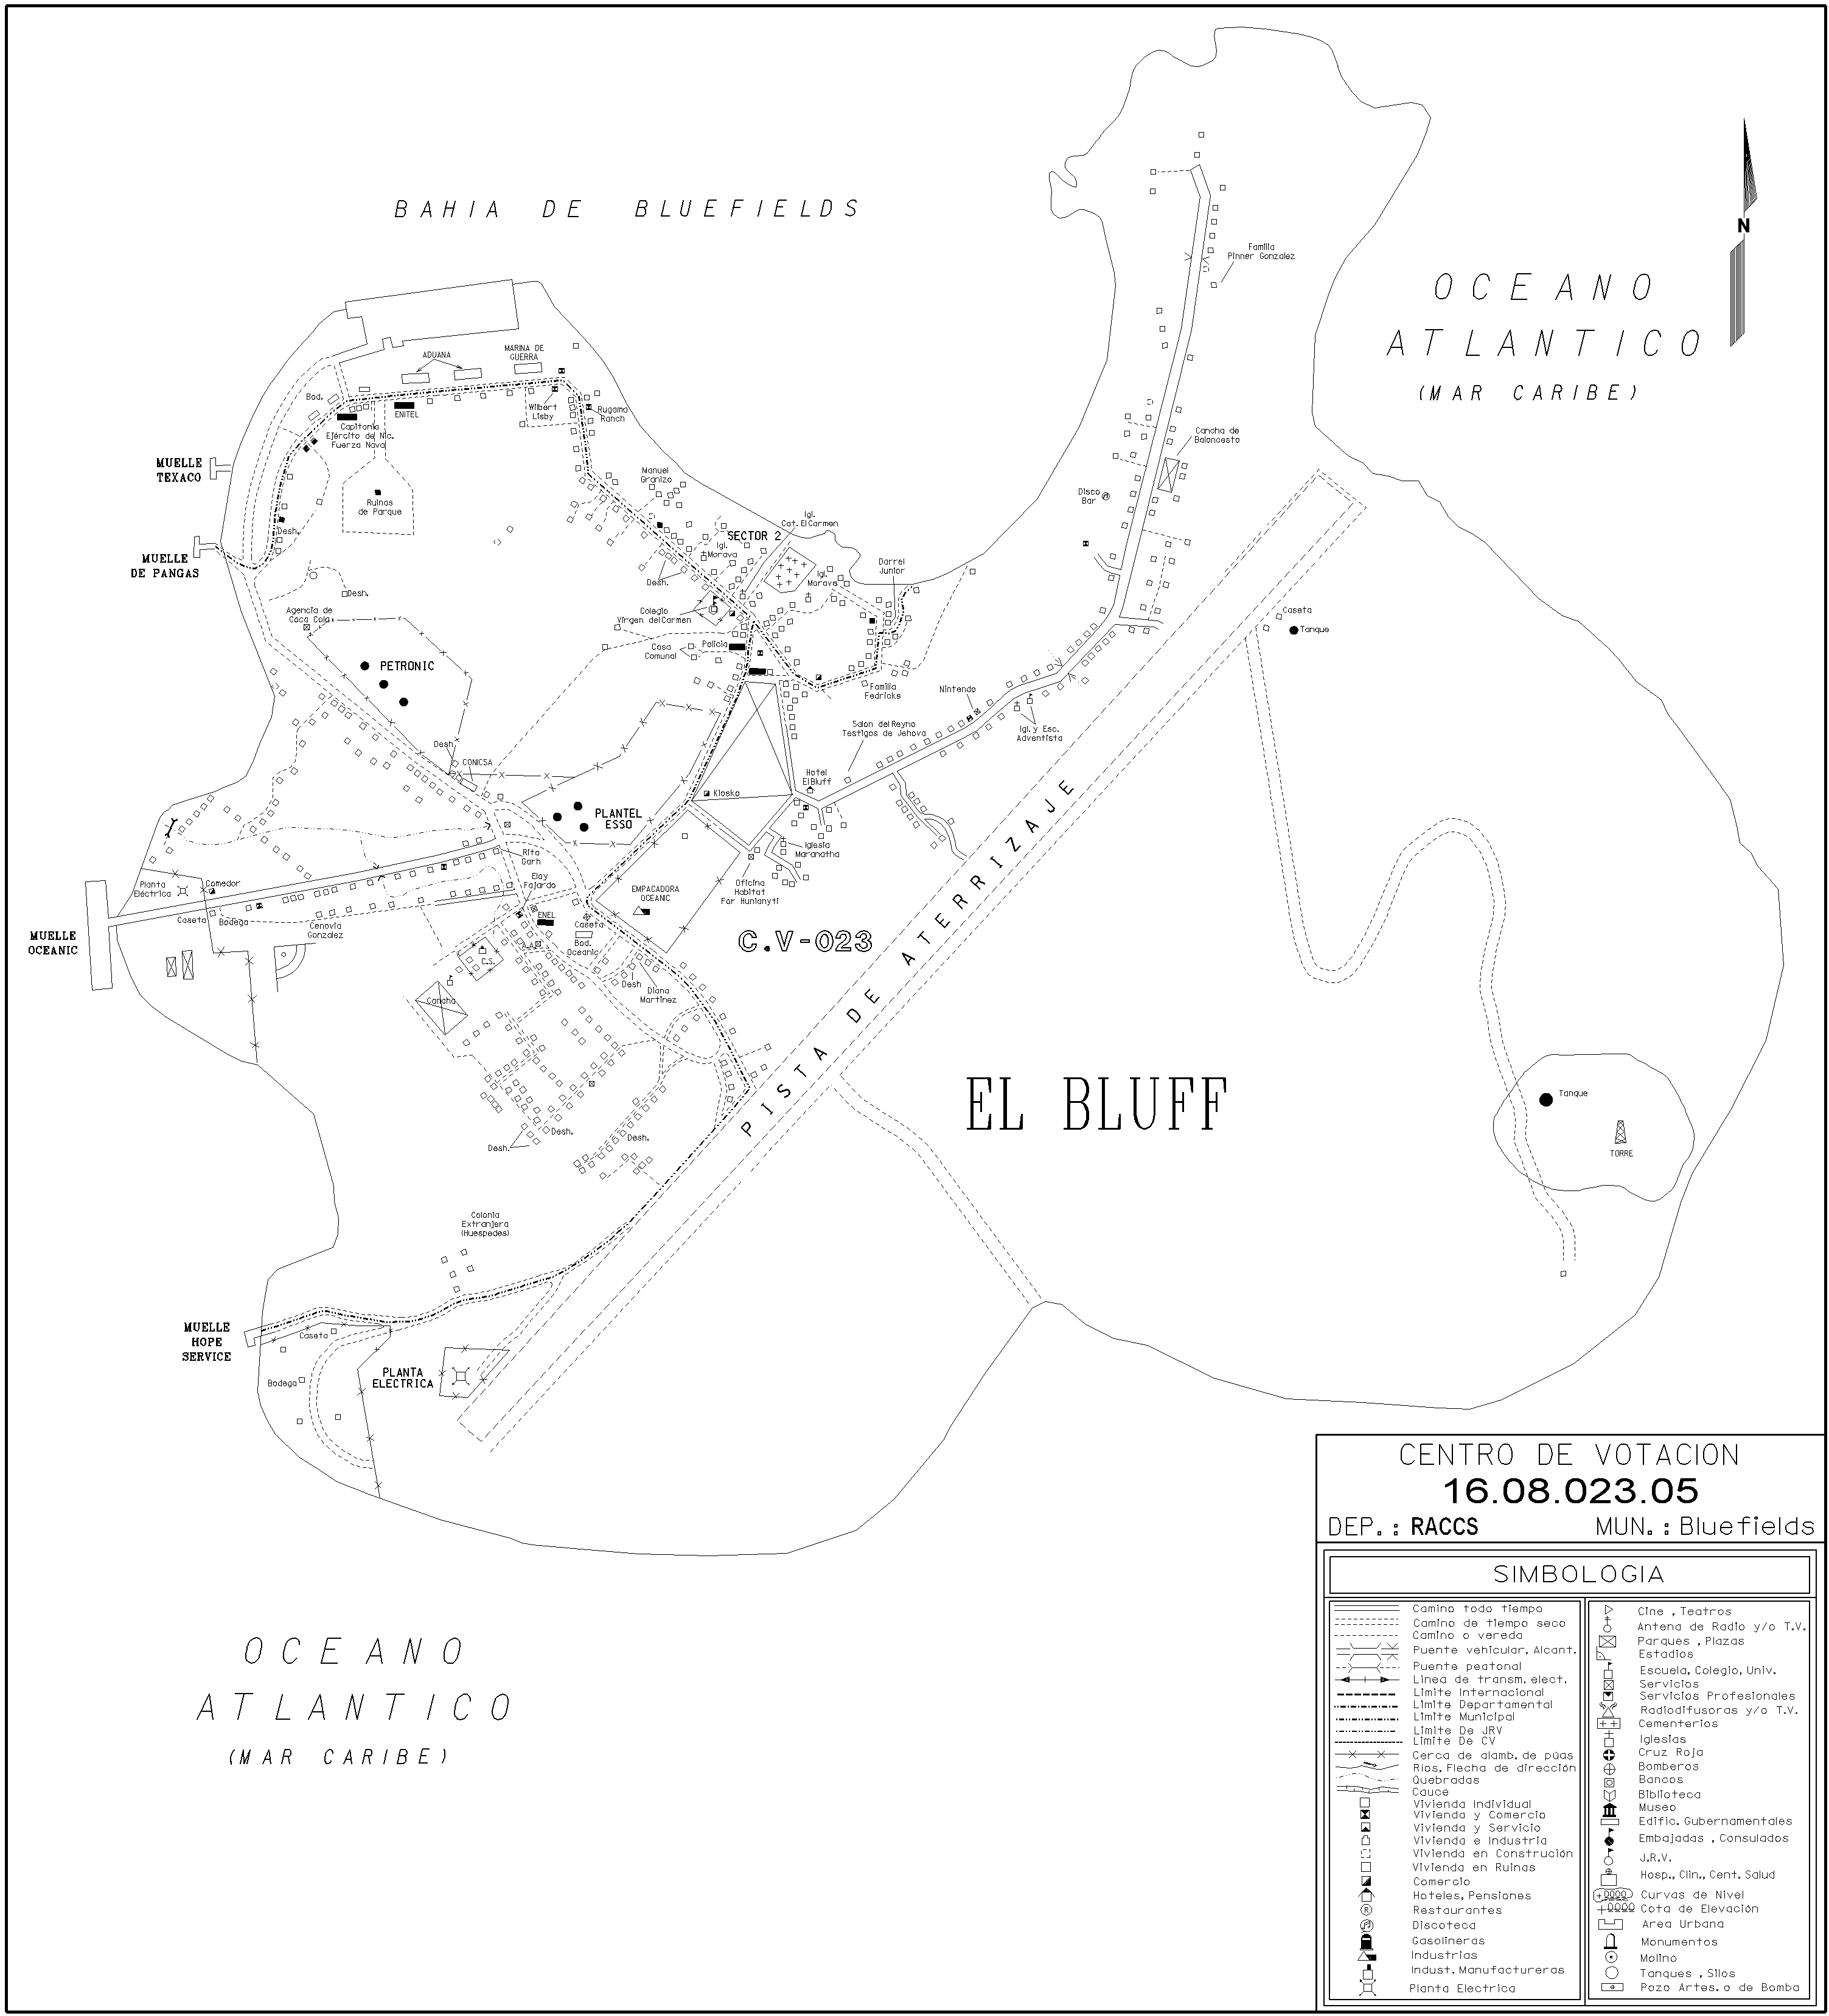 BAHIA DE BLUEFIELDS
N
OCEANO
ATLANTICO
(MAR CARIBE)
Familia
Pinner Gonzalez
ADUANA
MARINA DE
GUERRA
Bod.
ENITEL
Wilbert
Lisby
Rugama
Ranch
Capitania
Ejército de Nic.
Fuerza Nava
MUELLE
TEXACO
Ruinas
de Parque
Desh.
MUELLE
DE PANGAS
Manuel
Granizo
Cancha de
Baloncesto
Disco
Bar
Igl.
Cat. El Carmen
SECTOR 2
Igl.
Morava
Desh.
Igl.
Morava
Darrel
Junior
Desh.
Agencia de
Coca Cola
Colegio
Virgen del Carmen
Caseta
Tanque
Policia
Casa
Comunal
PETRONIC
Familia
Fedricks
Nintendo
Salon del Reyno
Testigos de Jehova
Igl. y Esc.
Adventista
Desh.
CONICSA
Hotel
El Bluff
Kiosko
PLANTEL
ESSO
Iglesia
Maranatha
Rita
Garh
Planta
Eléctrica
Comedor
Eloy
Fajardo
EMPACADORA
OCEANIC
Oficina
Habitat
For Hunianyti
Caseta
Bodega
Cenovia
Gonzalez
ENEL
Caseta
Bod.
Oceanic
MUELLE
OCEANIC
C.V-023
C.S.
Cancha
Desh
Diana
Martinez
PISTA DE ATERRIZAJE
EL BLUFF
Tanque
TORRE
Desh.
Desh.
Desh.
Colonia
Extranjera
(Huespedes)
MUELLE
HOPE
SERVICE
Caseta
Bodega
PLANTA
ELECTRICA
OCEANO
ATLANTICO
(MAR CARIBE)
CENTRO DE VOTACION
16.08.023.05
DEP.: RACCS MUN.: Bluefields
SIMBOLOGIA
Camino todo tiempo
Camino de tiempo seco
Camino o vereda
Puente vehicular, Alcant.
Puente peatonal
Linea de transm. elect.
Limite Internacional
Limite Departamental
Limite Municipal
Limite De JRV
Limite De CV
Cerca de alamb. de púas
Rios, Flecha de dirección
Quebradas
Cauce
Vivienda Individual
Vivienda y Comercio
Vivienda y Servicio
Vivienda e Industria
Vivienda en Construción
Vivienda en Ruinas
Comercio
Hoteles, Pensiones
R Restaurantes
Discoteca
Gasolineras
Industrias
Indust. Manufactureras
Planta Electrica
Cine , Teatros
Antena de Radio y/o T.V.
Parques , Plazas
Estadios
Escuela, Colegio, Univ.
Servicios
Servicios Profesionales
Radiodifusoras y/o T.V.
Cementerios
Iglesias
Cruz Roja
Bomberos
Bancos
Biblioteca
Museo
Edific. Gubernamentales
Embajadas , Consulados
J.R.V.
Hosp., Clin., Cent. Salud
0000 Curvas de Nivel
0000 Cota de Elevación
Area Urbana
Monumentos
Molino
Tanques , Silos
Pozo Artes. o de Bomba